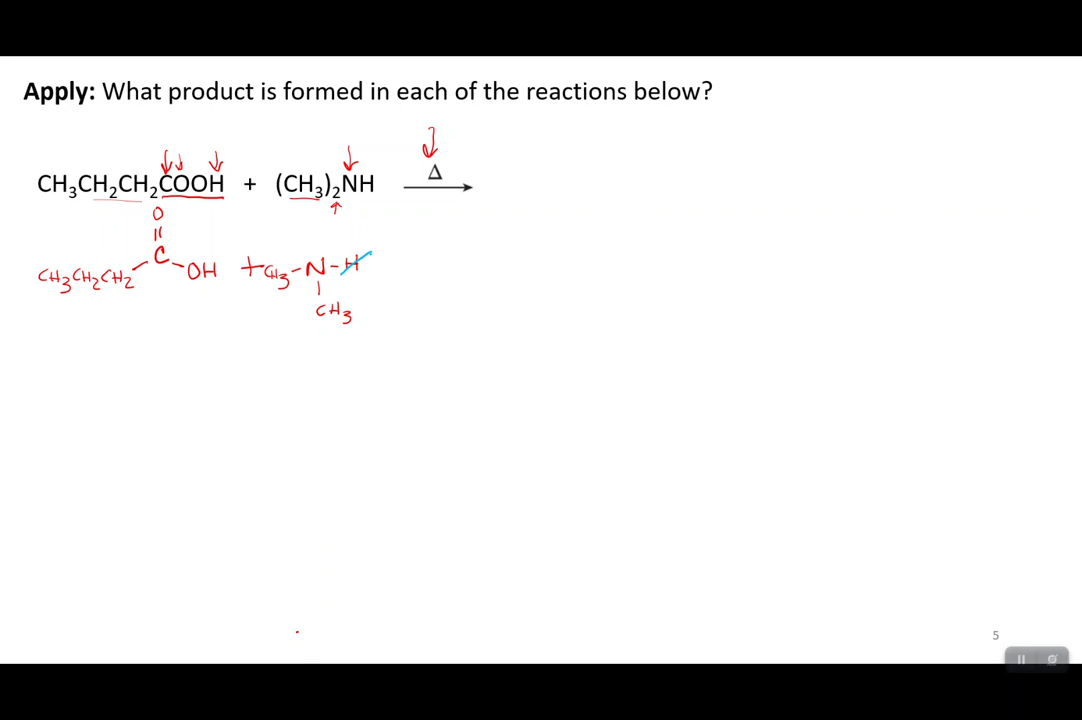 Apply: What product is formed in each of the reactions below?
Δ
CH₃CH₂CH₂COOH + (CH₃)₂NH
O
||
CH₃CH₂CH₂-C-OH + CH₃-N-H
|
CH₃
5